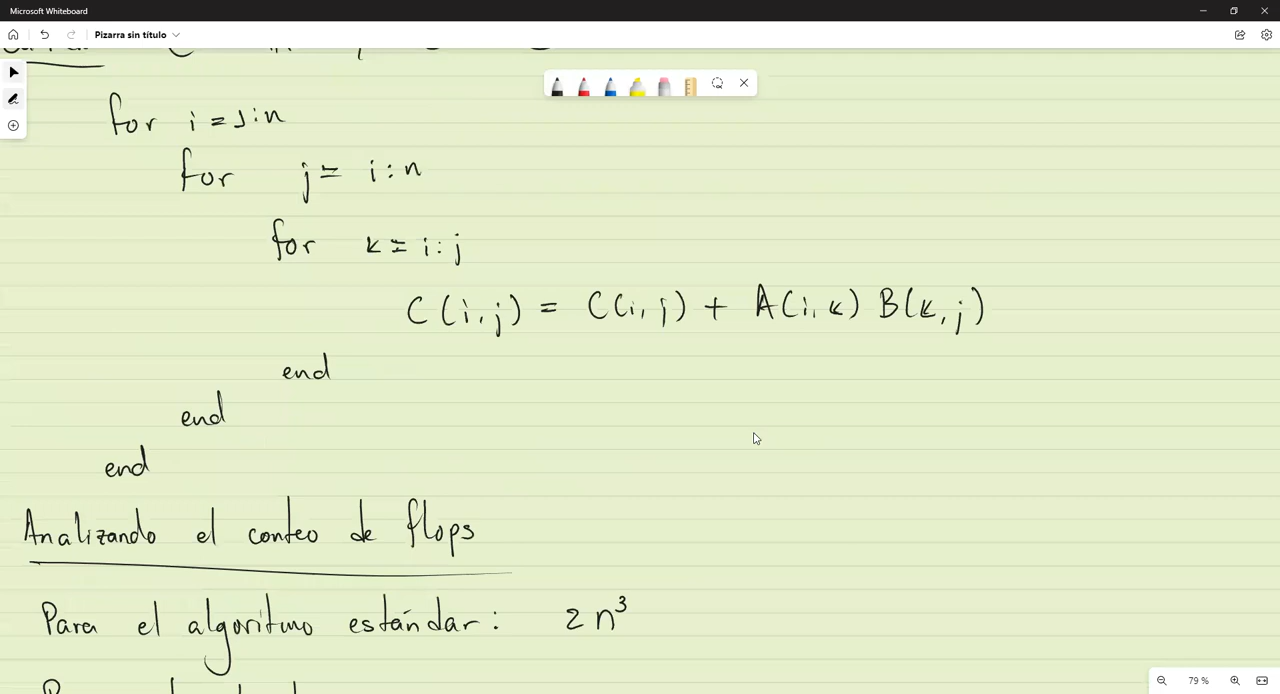 Microsoft Whiteboard
Pizarra sin título
for i = 1:n
for j = i:n
for k = i:j
C(i,j) = C(i,j) + A(i,k) B(k,j)
end
end
end
Analizando el conteo de flops
Para el algoritmo estándar: 2n³
79 %